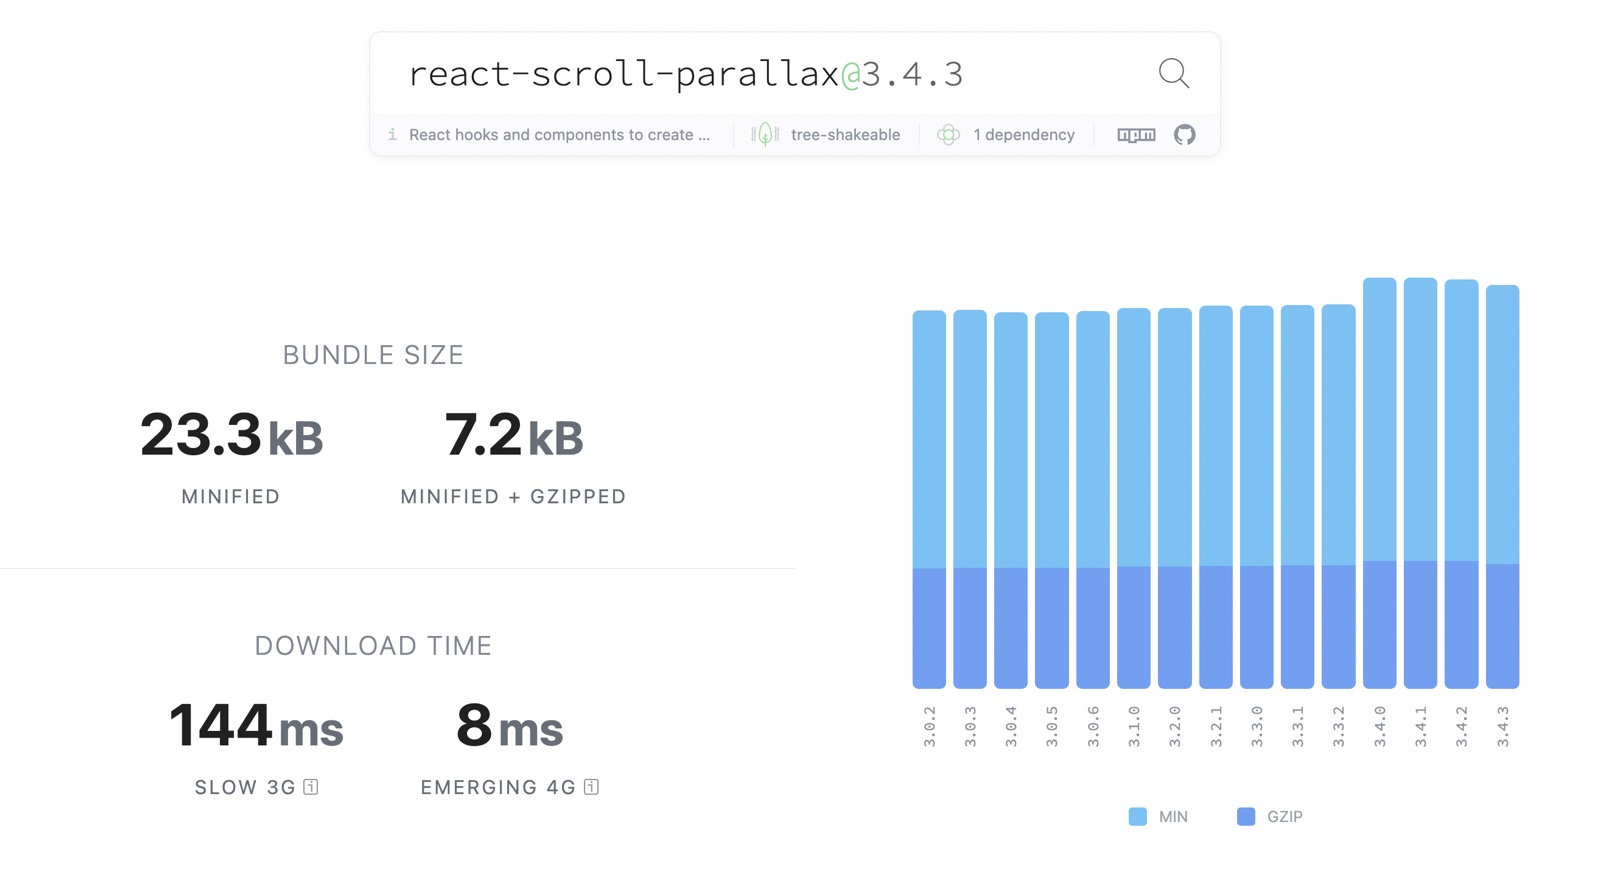 react-scroll-parallax@3.4.3
i React hooks and components to create ... tree-shakeable 1 dependency npm
BUNDLE SIZE
23.3 kB 7.2 kB
MINIFIED MINIFIED + GZIPPED
DOWNLOAD TIME
144 ms 8 ms
SLOW 3G i EMERGING 4G i
3.0.2 3.0.3 3.0.4 3.0.5 3.0.6 3.1.0 3.2.0 3.2.1 3.3.0 3.3.1 3.3.2 3.4.0 3.4.1 3.4.2 3.4.3
MIN GZIP